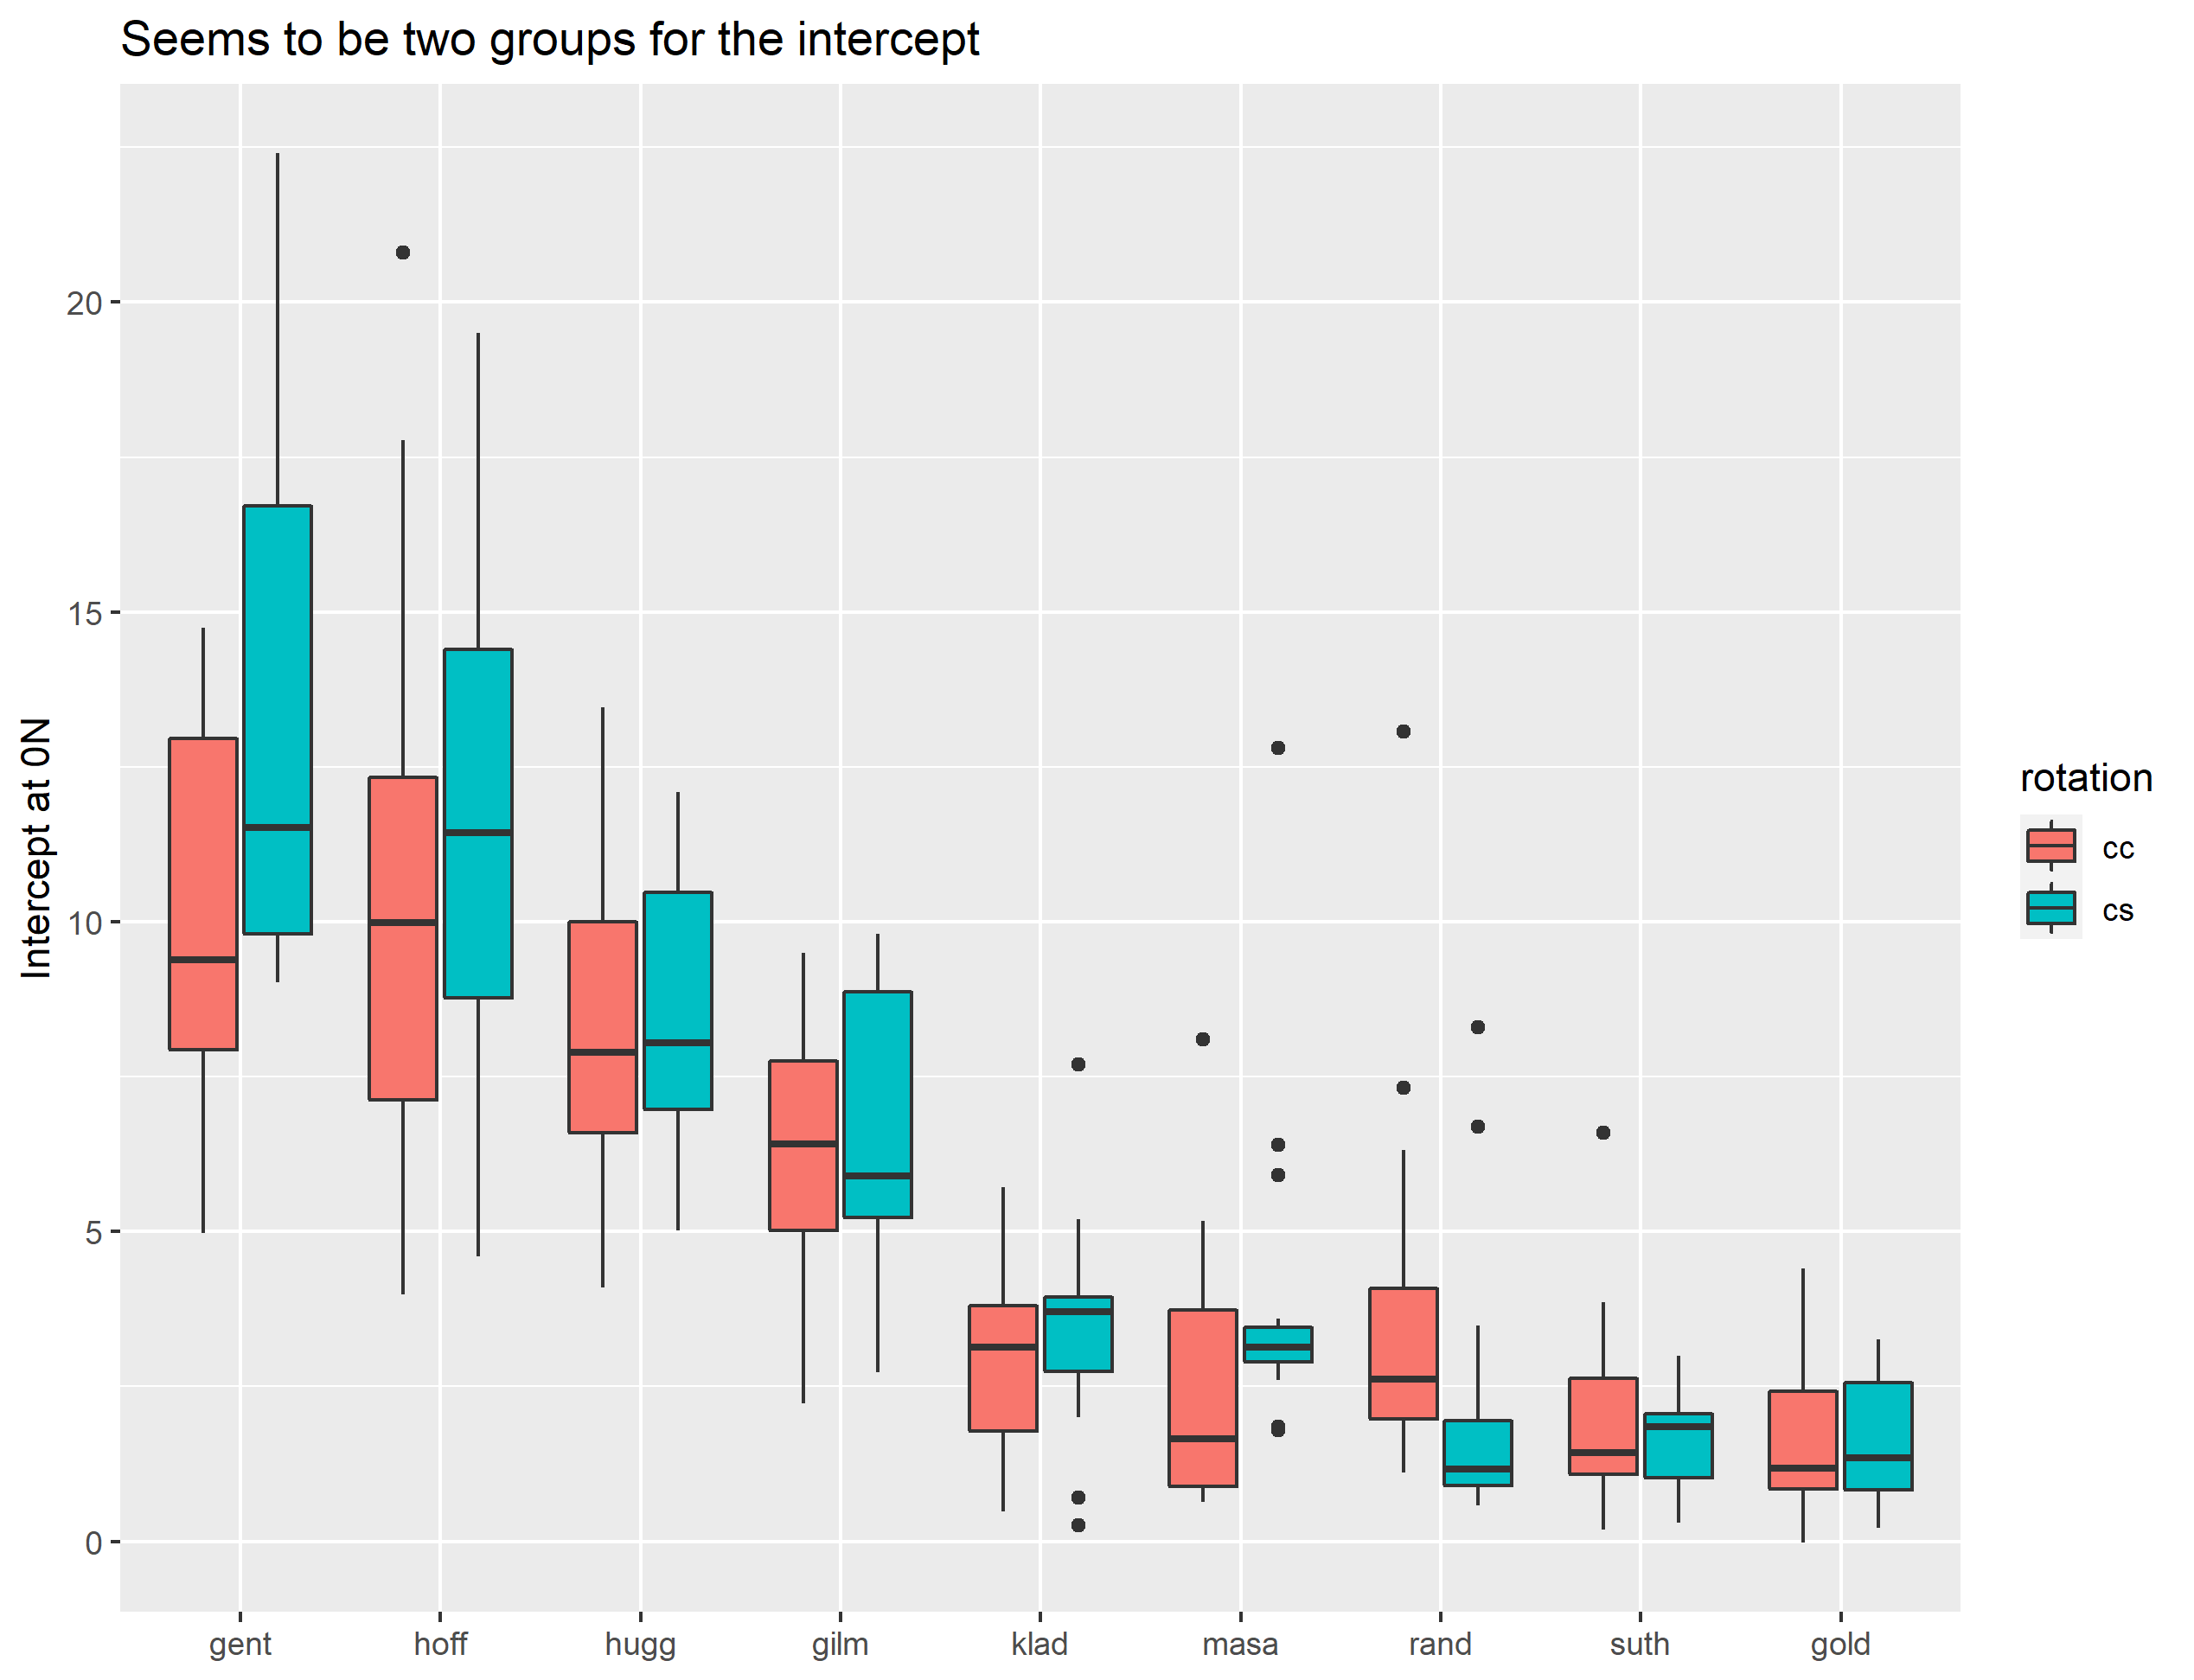 Seems to be two groups for the intercept
Intercept at 0N
20
15
10
5
0
gent hoff hugg gilm klad masa rand suth gold
rotation
cc
cs